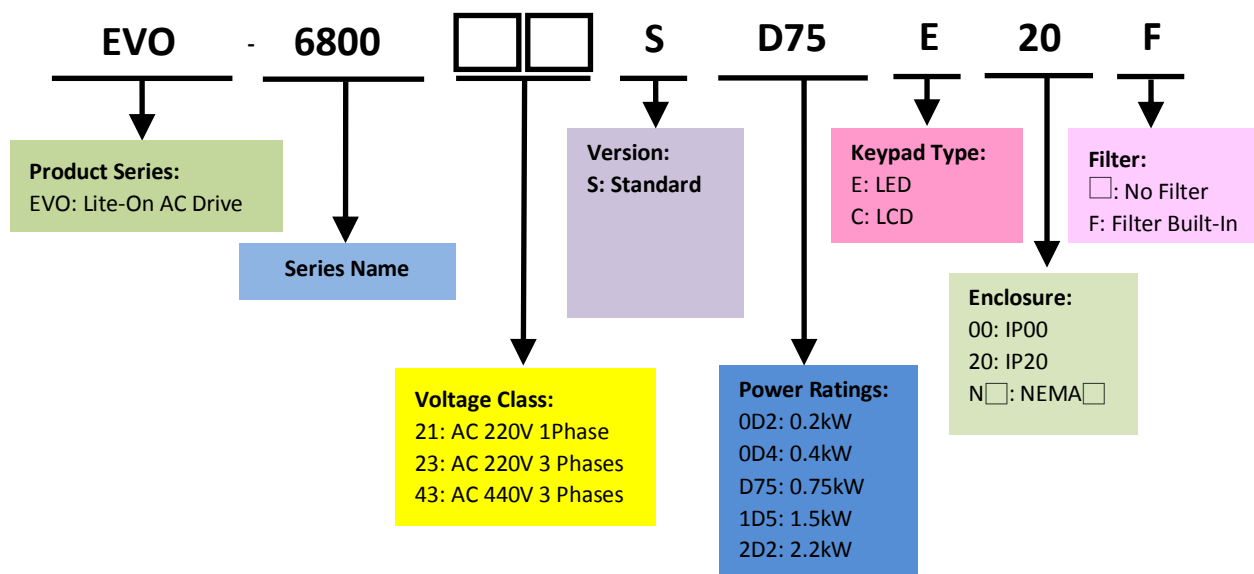 EVO - 6800 □□ S D75 E 20 F
Product Series:
EVO: Lite-On AC Drive
Series Name
Voltage Class:
21: AC 220V 1Phase
23: AC 220V 3 Phases
43: AC 440V 3 Phases
Version:
S: Standard
Power Ratings:
0D2: 0.2kW
0D4: 0.4kW
D75: 0.75kW
1D5: 1.5kW
2D2: 2.2kW
Keypad Type:
E: LED
C: LCD
Enclosure:
00: IP00
20: IP20
N□: NEMA□
Filter:
□: No Filter
F: Filter Built-In